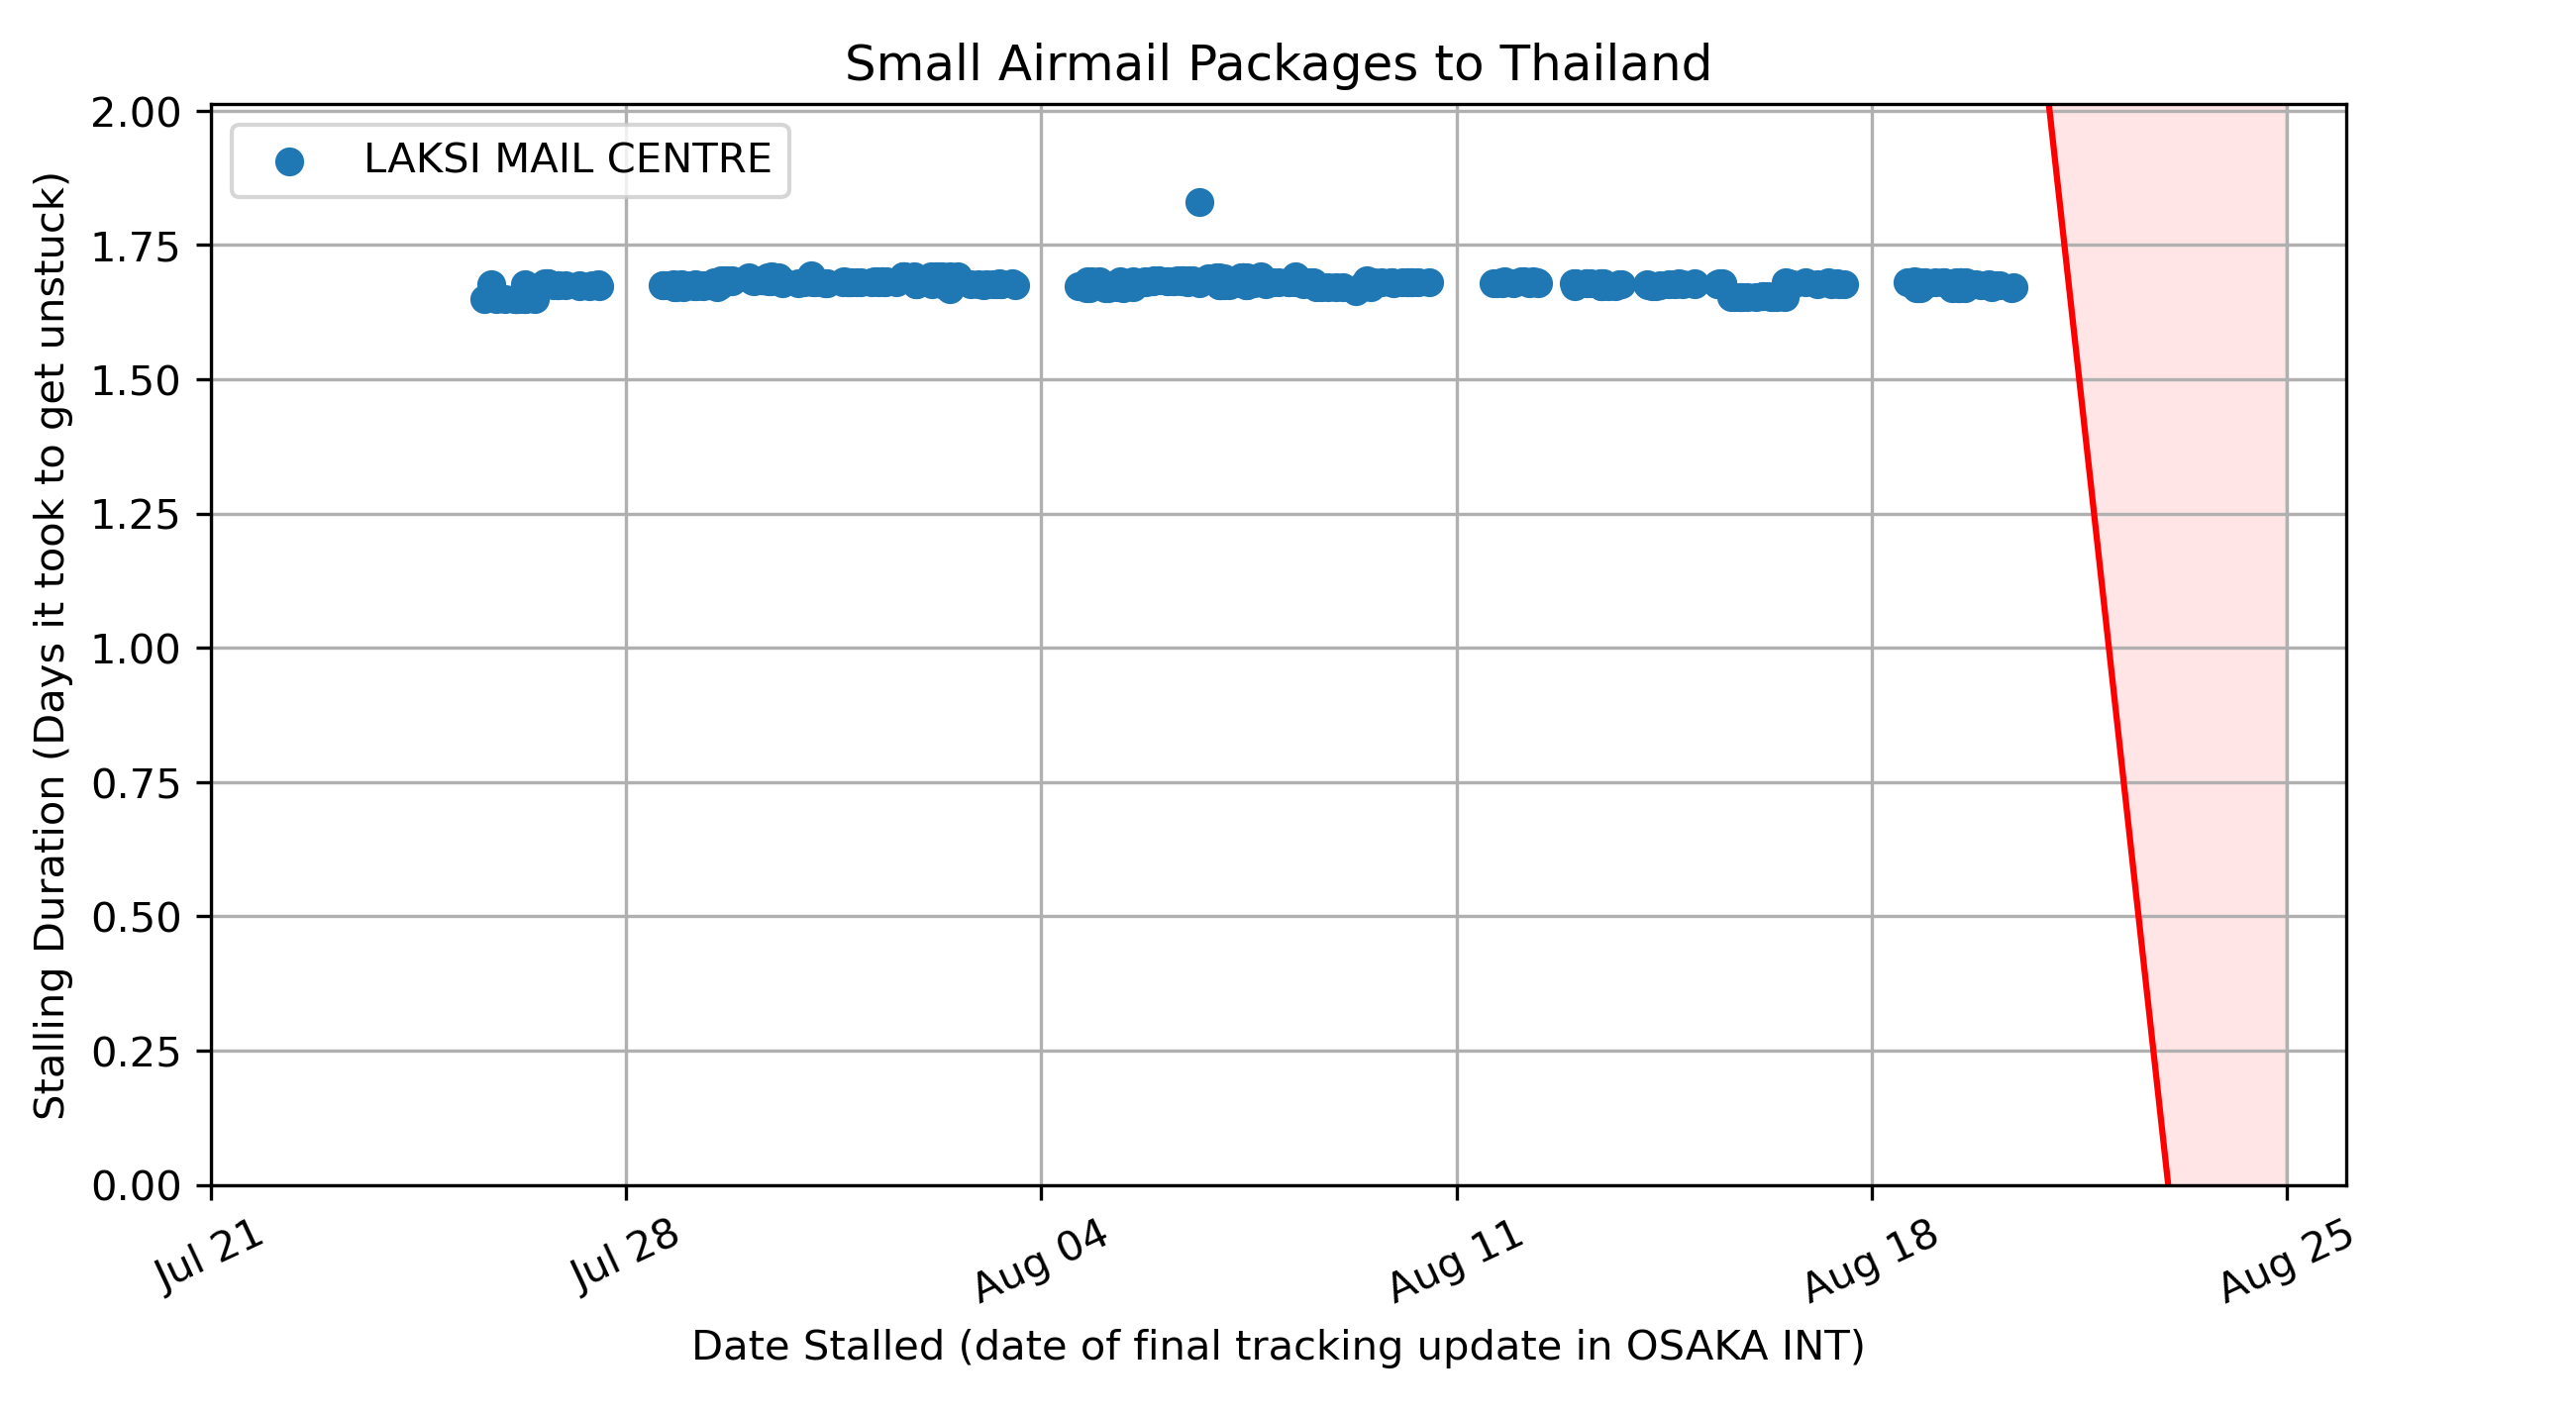 Small Airmail Packages to Thailand
LAKSI MAIL CENTRE
Stalling Duration (Days it took to get unstuck)
2.00
1.75
1.50
1.25
1.00
0.75
0.50
0.25
0.00
Jul 21
Jul 28
Aug 04
Aug 11
Aug 18
Aug 25
Date Stalled (date of final tracking update in OSAKA INT)